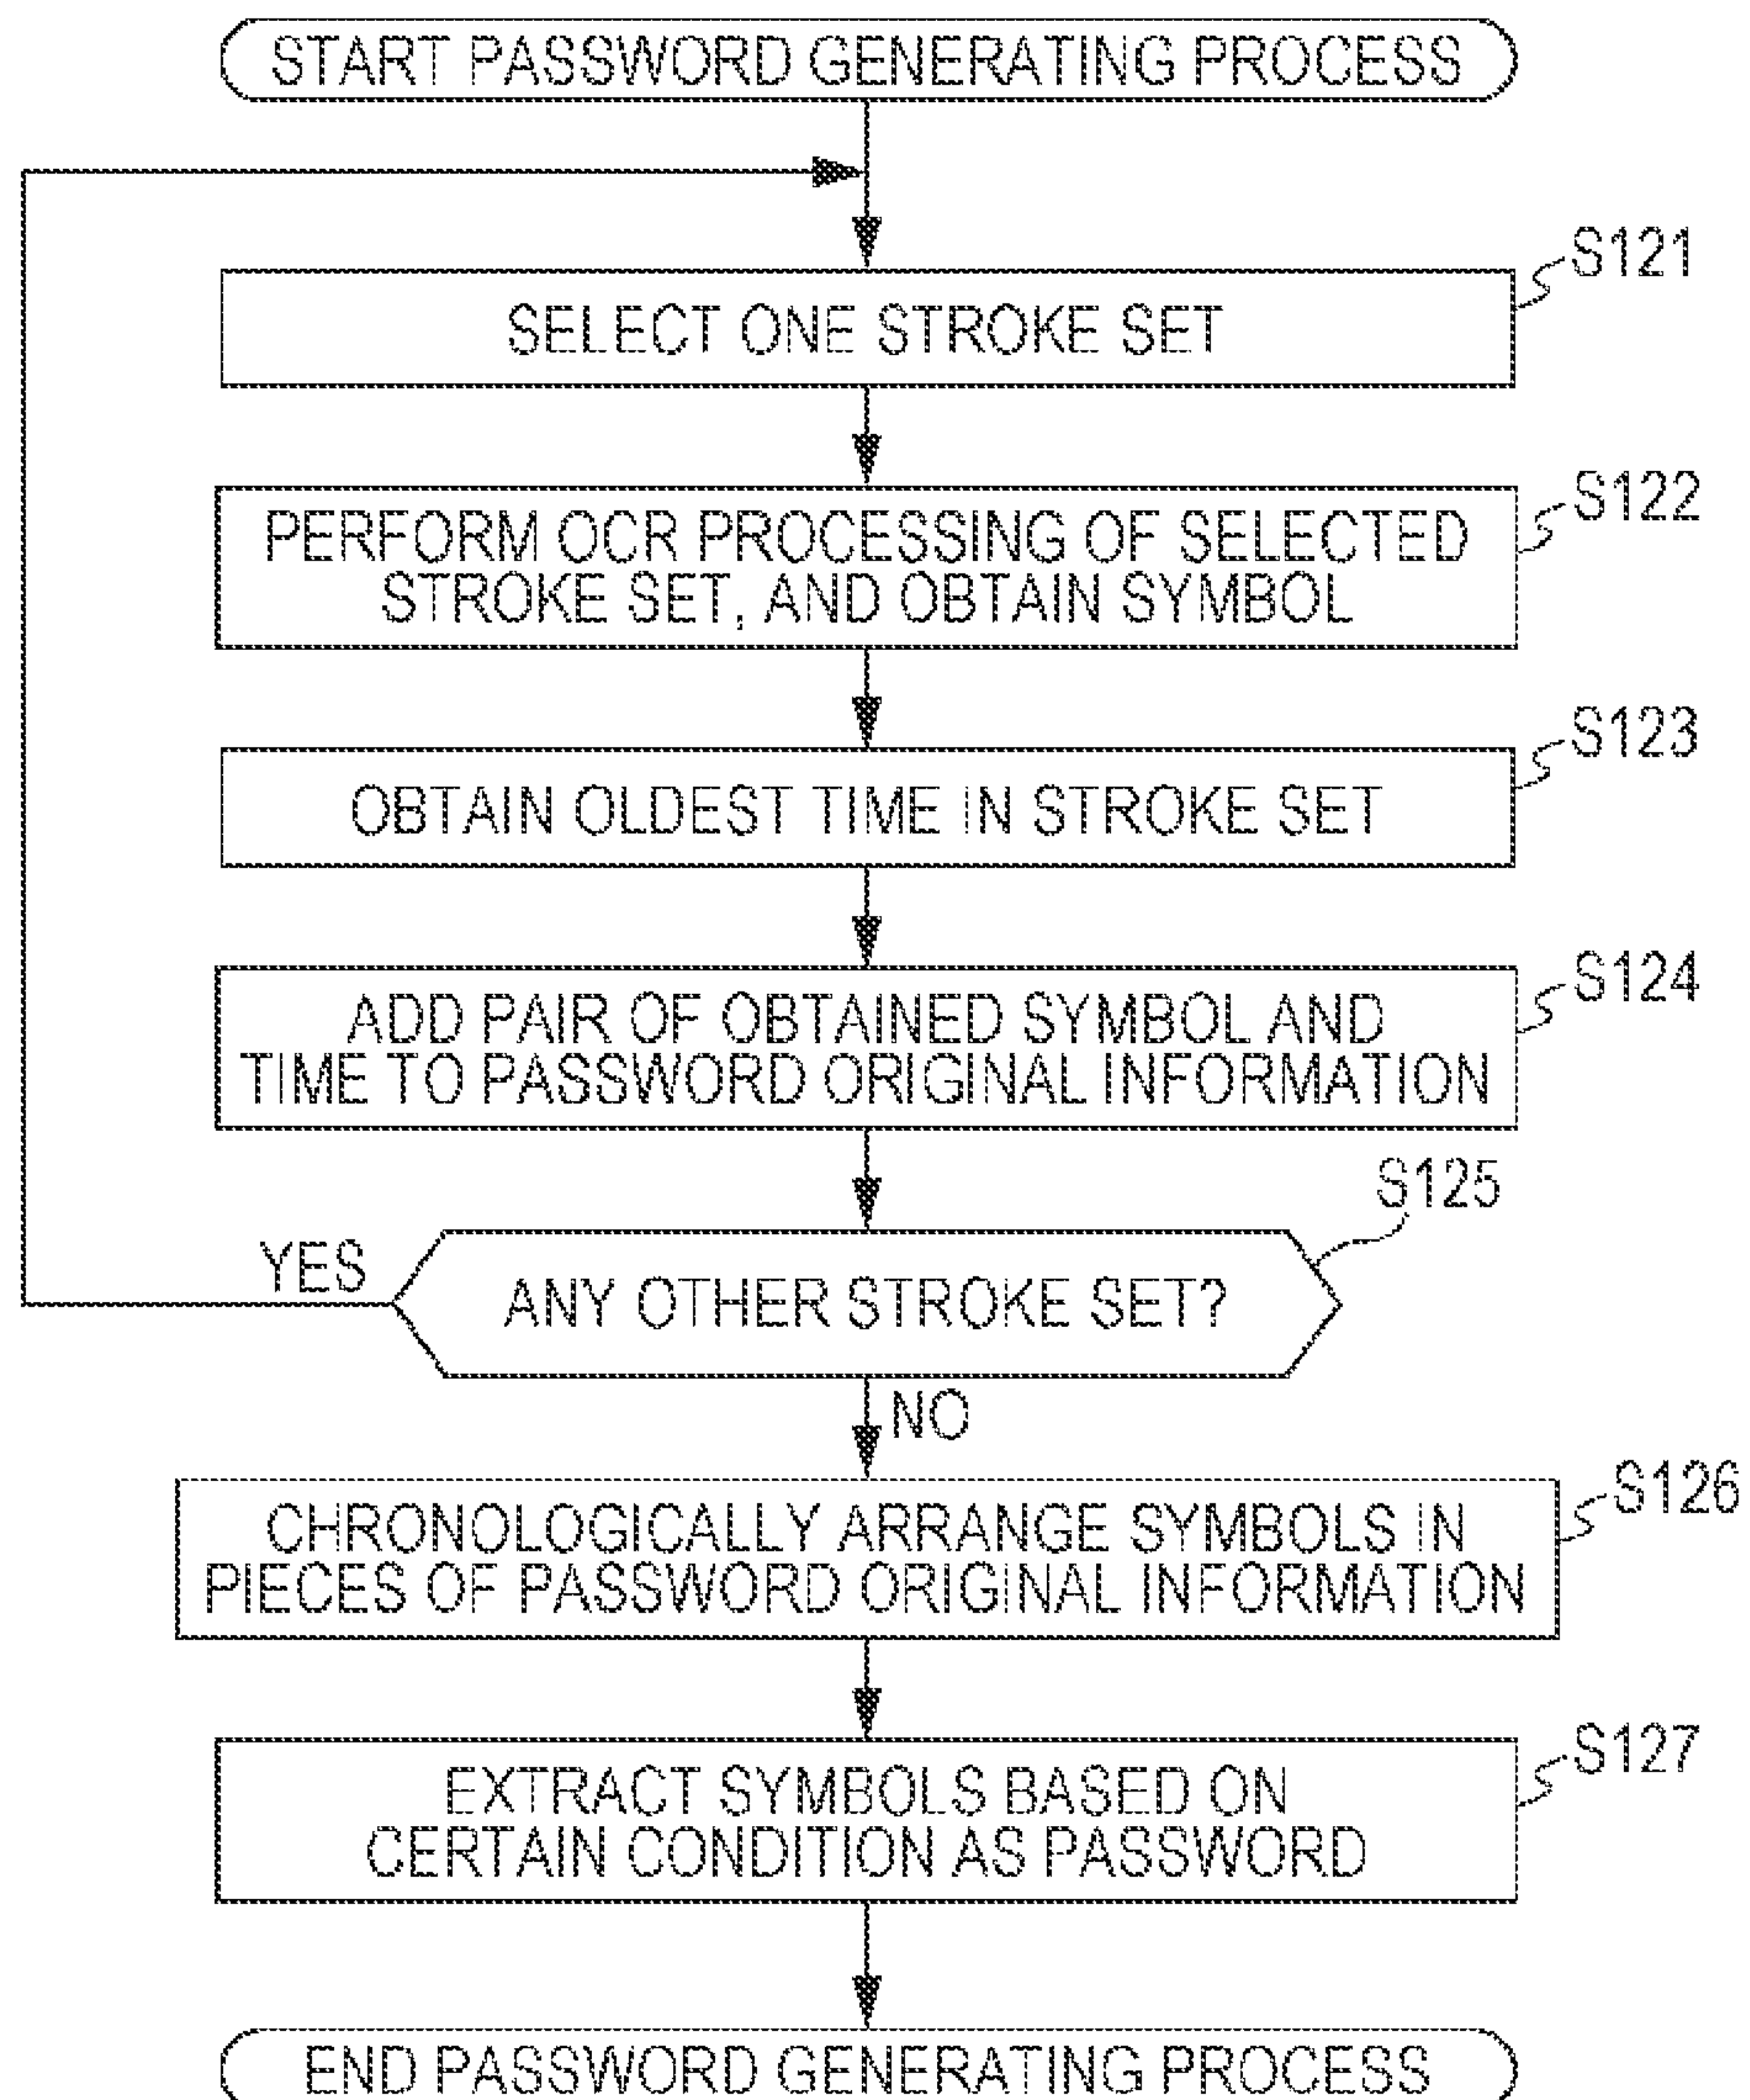 START PASSWORD GENERATING PROCESS
S121
SELECT ONE STROKE SET
S122
PERFORM OCR PROCESSING OF SELECTED
STROKE SET, AND OBTAIN SYMBOL
S123
OBTAIN OLDEST TIME IN STROKE SET
S124
ADD PAIR OF OBTAINED SYMBOL AND
TIME TO PASSWORD ORIGINAL INFORMATION
S125
YES
ANY OTHER STROKE SET?
NO
S126
CHRONOLOGICALLY ARRANGE SYMBOLS IN
PIECES OF PASSWORD ORIGINAL INFORMATION
S127
EXTRACT SYMBOLS BASED ON
CERTAIN CONDITION AS PASSWORD
END PASSWORD GENERATING PROCESS